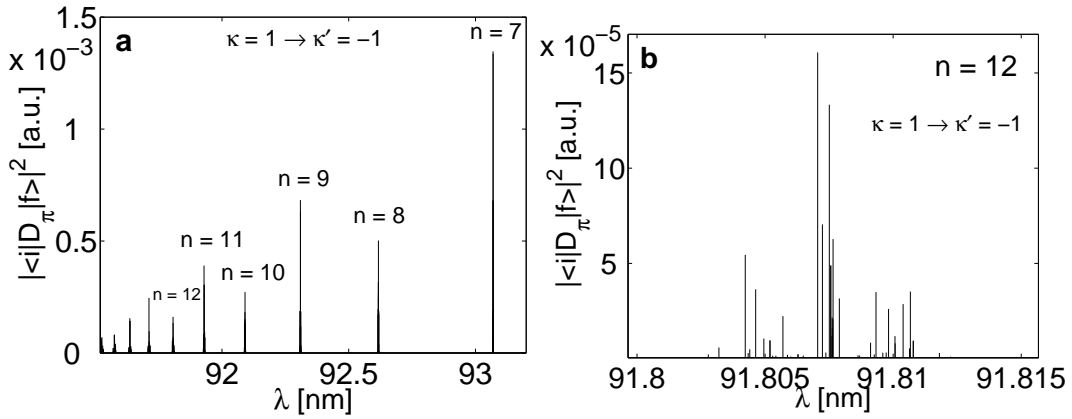 a
κ = 1 → κ′ = −1
x 10⁻³
1.5
1
0.5
0
|<i|D_π|f>|² [a.u.]
n = 7
n = 9
n = 8
n = 11
n = 10
n = 12
92
92.5
93
λ [nm]
b
n = 12
κ = 1 → κ′ = −1
x 10⁻⁵
15
10
5
|<i|D_π|f>|² [a.u.]
91.8
91.805
91.81
91.815
λ [nm]